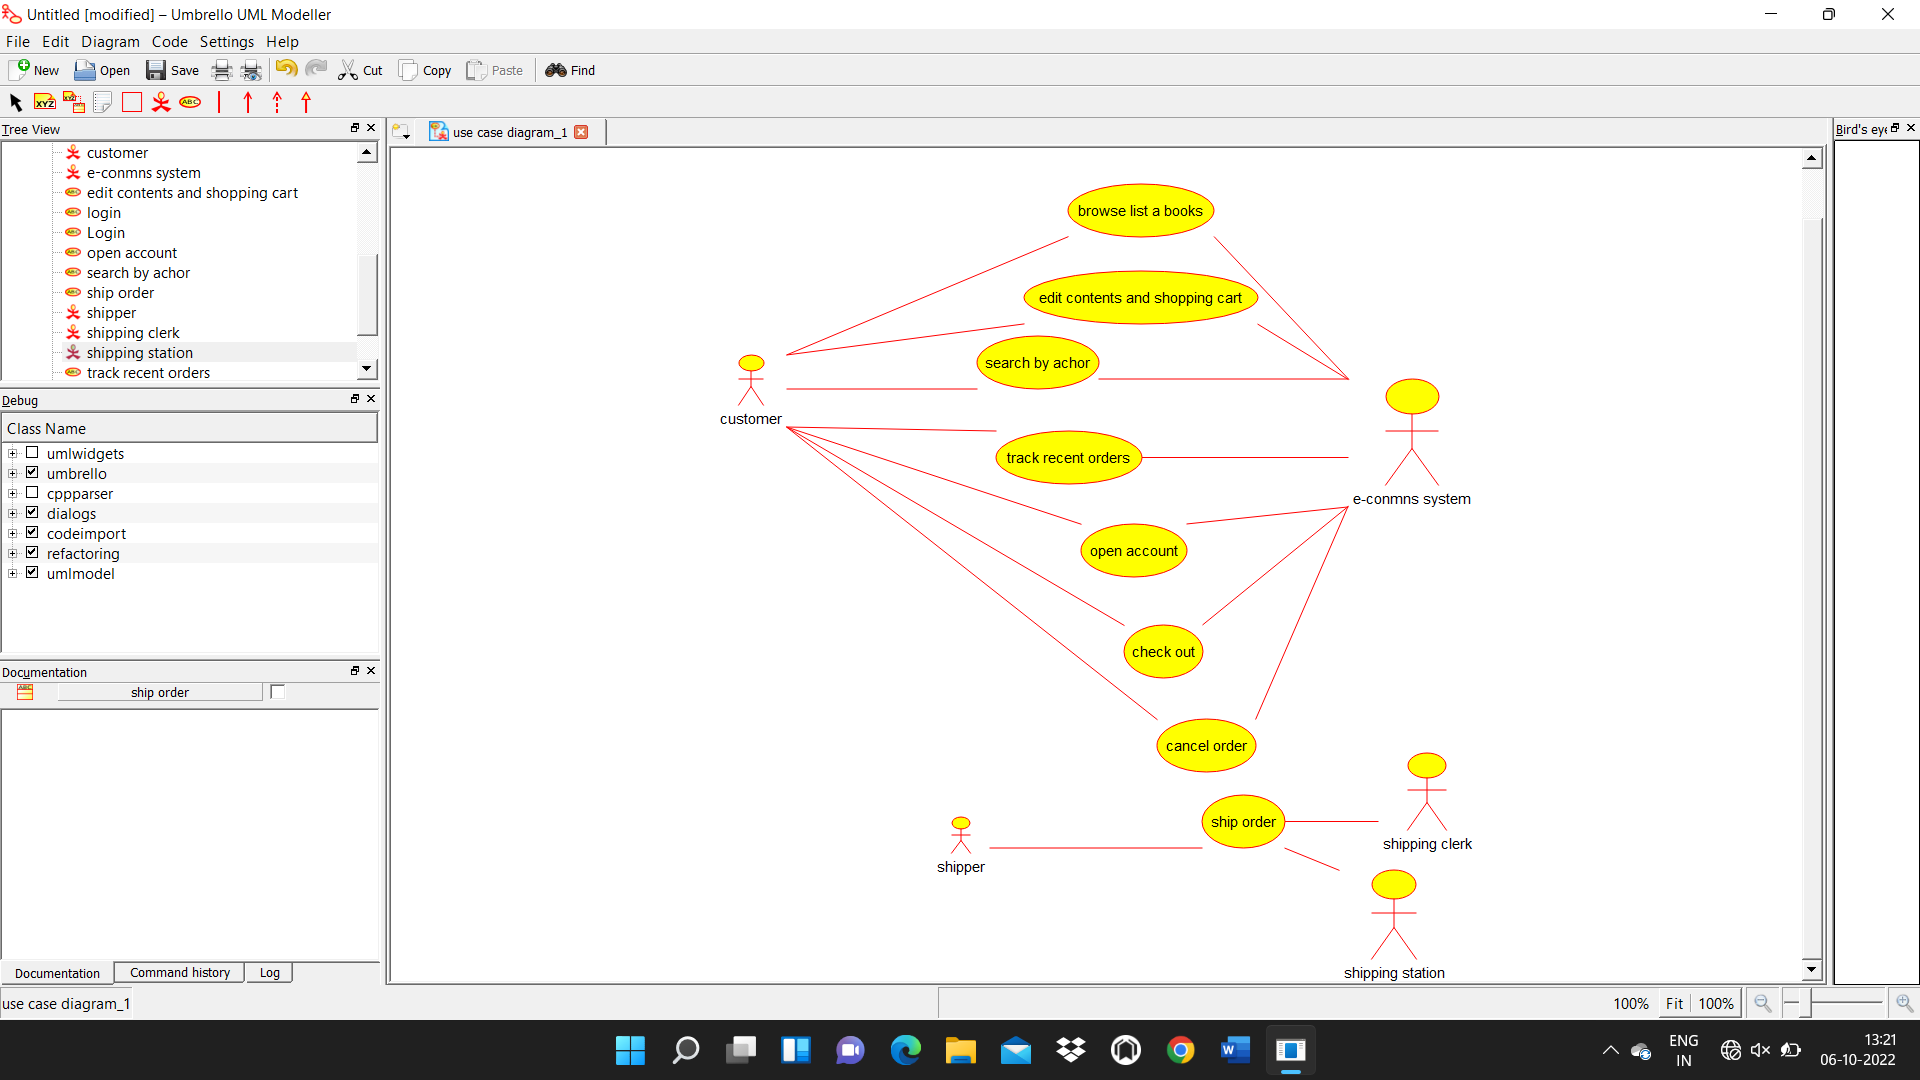 Untitled [modified] – Umbrello UML Modeller
File Edit Diagram Code Settings Help
New Open Save Cut Copy Paste Find
XYZ XYZ ABC
Tree View
customer
e-conmns system
edit contents and shopping cart
login
Login
open account
search by achor
ship order
shipper
shipping clerk
shipping station
track recent orders
Debug
Class Name
umlwidgets
umbrello
cppparser
dialogs
codeimport
refactoring
umlmodel
Documentation
ship order
Documentation Command history Log
use case diagram_1
use case diagram_1
Bird's eye
browse list a books
edit contents and shopping cart
search by achor
customer
track recent orders
e-conmns system
open account
check out
cancel order
ship order
shipping clerk
shipper
shipping station
100% Fit 100%
ENG
IN
13:21
06-10-2022